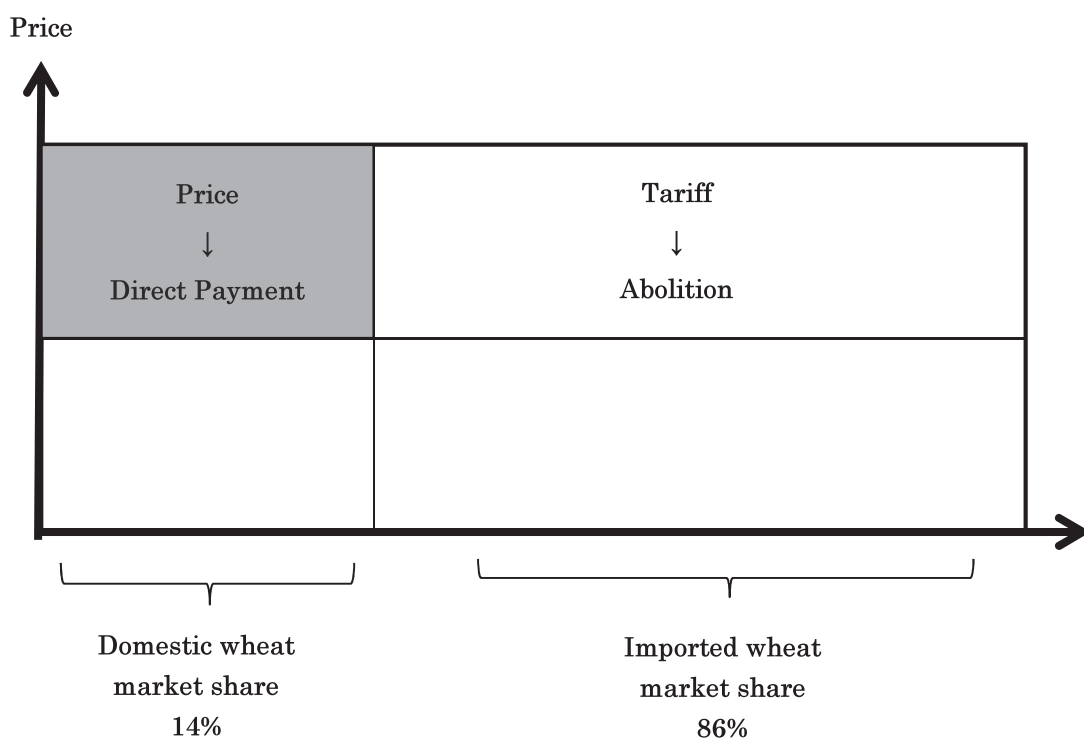 Price
Price
↓
Direct Payment
Tariff
↓
Abolition
Domestic wheat
market share
14%
Imported wheat
market share
86%